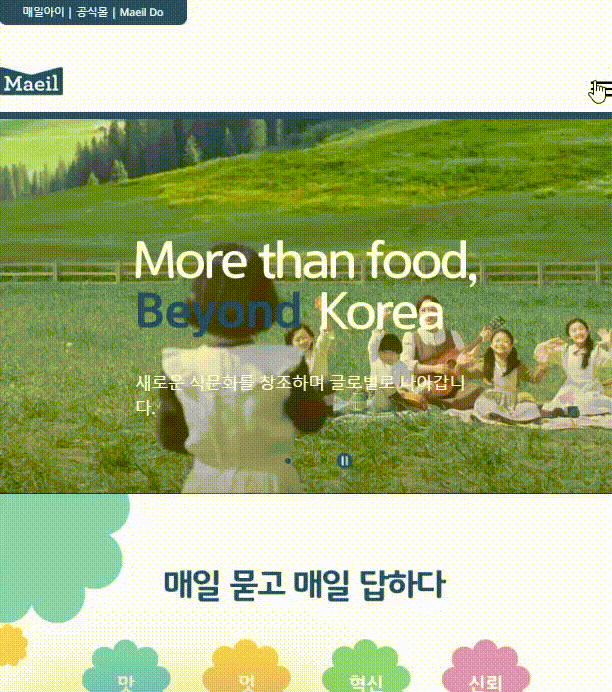 매일아이 | 공식몰 | Maeil Do
Maeil
More than food,
Beyond Korea
새로운 식문화를 창조하며 글로벌로 나아갑니
다.
매일 묻고 매일 답하다
맛 멋 혁신 신뢰